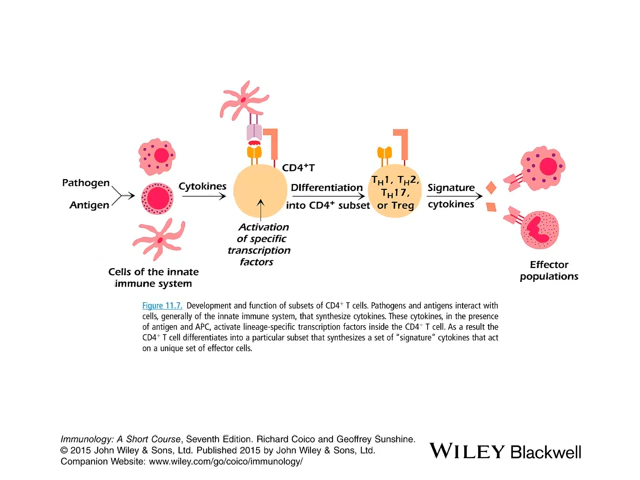 CD4⁺T
Pathogen
Antigen
Cytokines
Differentiation
into CD4⁺ subset
TH1, TH2,
TH17,
or Treg
Signature
cytokines
Activation
of specific
transcription
factors
Cells of the innate
immune system
Effector
populations
Figure 11.7. Development and function of subsets of CD4⁺ T cells. Pathogens and antigens interact with
cells, generally of the innate immune system, that synthesize cytokines. These cytokines, in the presence
of antigen and APC, activate lineage-specific transcription factors inside the CD4⁺ T cell. As a result the
CD4⁺ T cell differentiates into a particular subset that synthesizes a set of “signature” cytokines that act
on a unique set of effector cells.
Immunology: A Short Course, Seventh Edition. Richard Coico and Geoffrey Sunshine.
© 2015 John Wiley & Sons, Ltd. Published 2015 by John Wiley & Sons, Ltd.
Companion Website: www.wiley.com/go/coico/immunology/
WILEY Blackwell